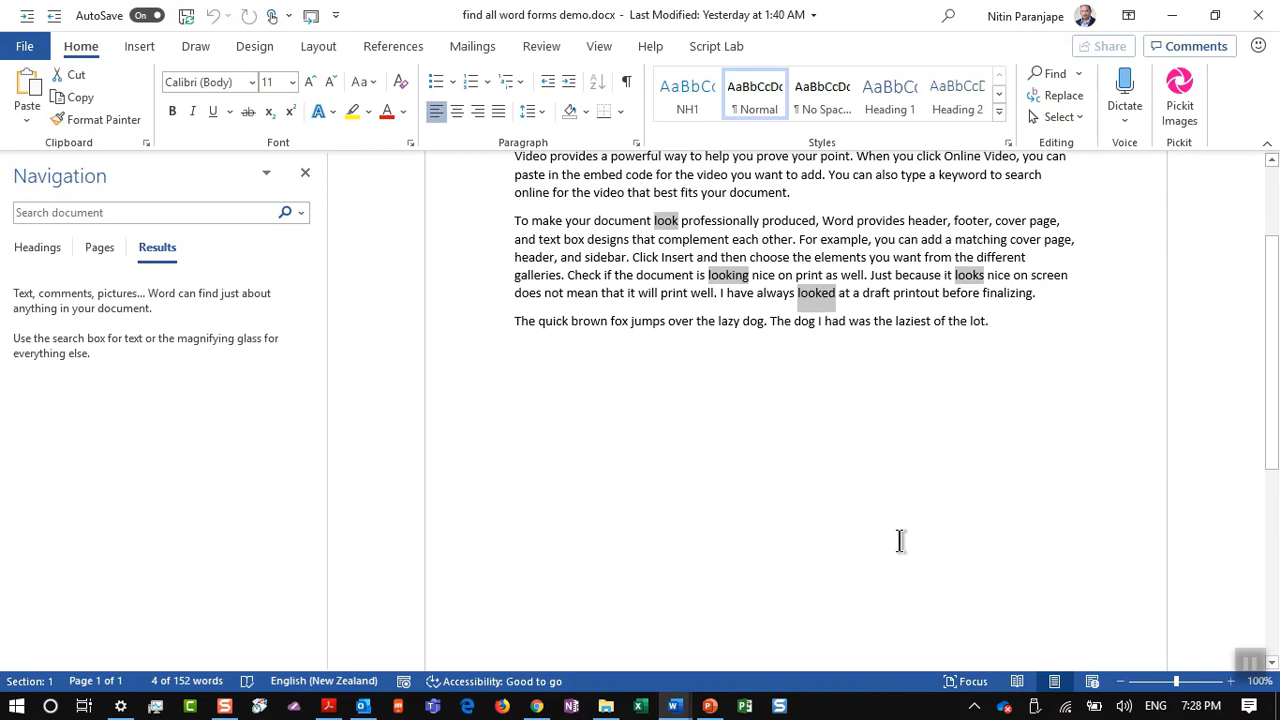 AutoSave On find all word forms demo.docx - Last Modified: Yesterday at 1:40 AM Nitin Paranjape
File Home Insert Draw Design Layout References Mailings Review View Help Script Lab Share Comments
Paste
Cut
Copy
Format Painter
Clipboard
Calibri (Body) 11 Aa A
B I U ab x₂ x² A A
Font
Paragraph
AaBbC AaBbCcDc AaBbCcDc AaBbC AaBbCcD
NH1 ¶ Normal ¶ No Spac... Heading 1 Heading 2
Styles
Find
Replace
Select
Editing
Dictate
Voice
Pickit
Images
Pickit
Navigation
Search document
Headings Pages Results
Text, comments, pictures... Word can find just about
anything in your document.
Use the search box for text or the magnifying glass for
everything else.
Video provides a powerful way to help you prove your point. When you click Online Video, you can
paste in the embed code for the video you want to add. You can also type a keyword to search
online for the video that best fits your document.
To make your document look professionally produced, Word provides header, footer, cover page,
and text box designs that complement each other. For example, you can add a matching cover page,
header, and sidebar. Click Insert and then choose the elements you want from the different
galleries. Check if the document is looking nice on print as well. Just because it looks nice on screen
does not mean that it will print well. I have always looked at a draft printout before finalizing.
The quick brown fox jumps over the lazy dog. The dog I had was the laziest of the lot.
Section: 1 Page 1 of 1 4 of 152 words English (New Zealand) Accessibility: Good to go Focus 100%
ENG 7:28 PM